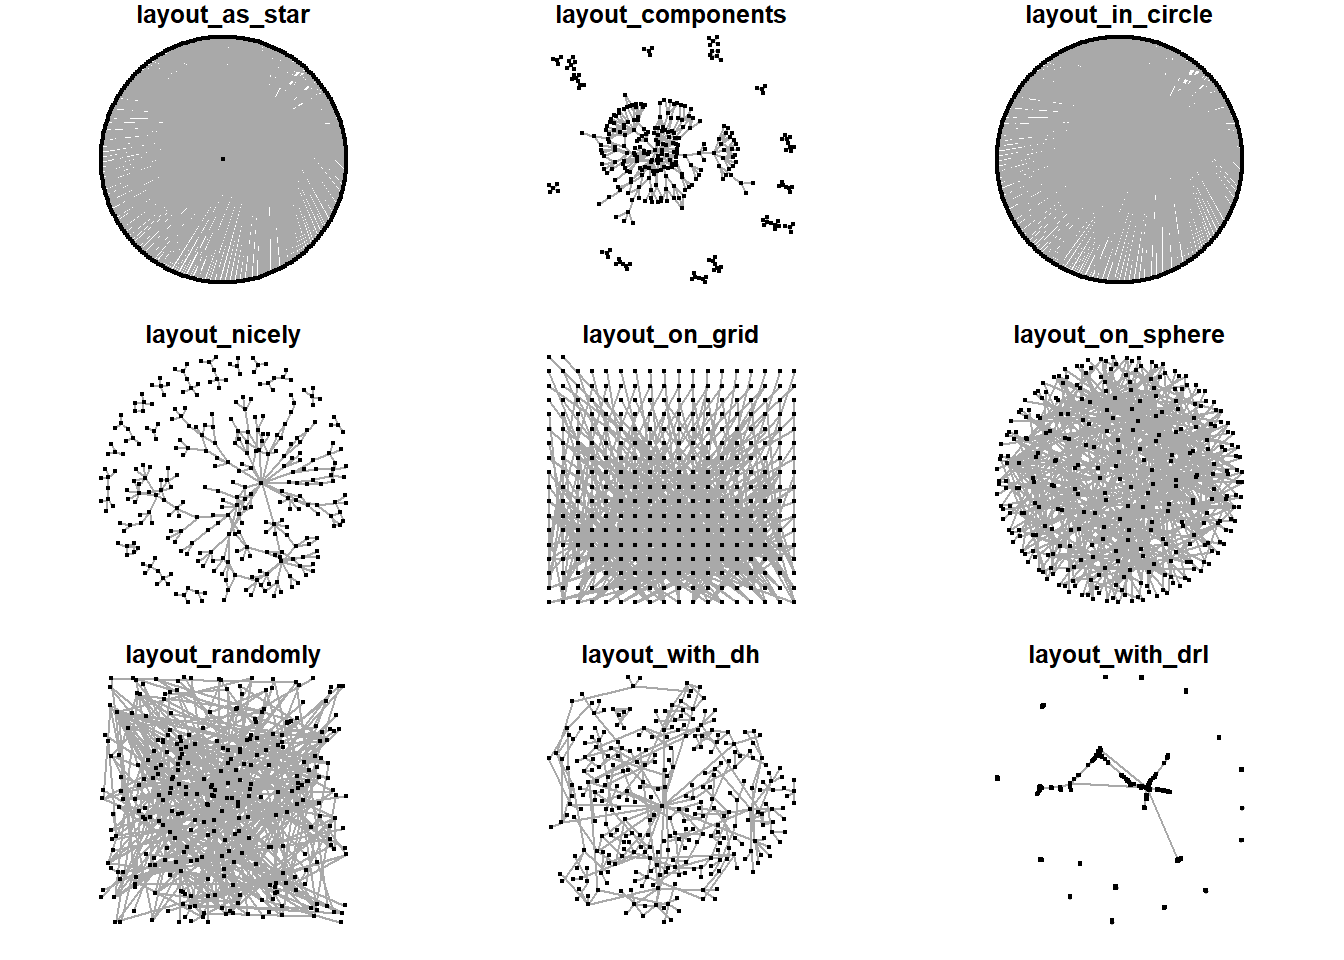 layout_as_star
layout_components
layout_in_circle
layout_nicely
layout_on_grid
layout_on_sphere
layout_randomly
layout_with_dh
layout_with_drl